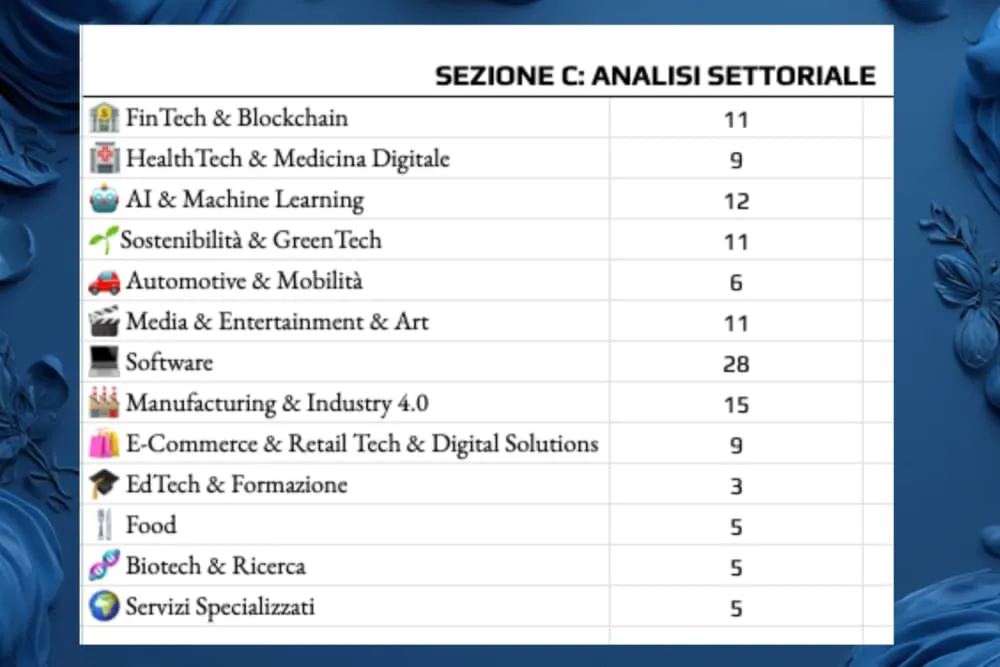 SEZIONE C: ANALISI SETTORIALE
FinTech & Blockchain 11
HealthTech & Medicina Digitale 9
AI & Machine Learning 12
Sostenibilità & GreenTech 11
Automotive & Mobilità 6
Media & Entertainment & Art 11
Software 28
Manufacturing & Industry 4.0 15
E-Commerce & Retail Tech & Digital Solutions 9
EdTech & Formazione 3
Food 5
Biotech & Ricerca 5
Servizi Specializzati 5